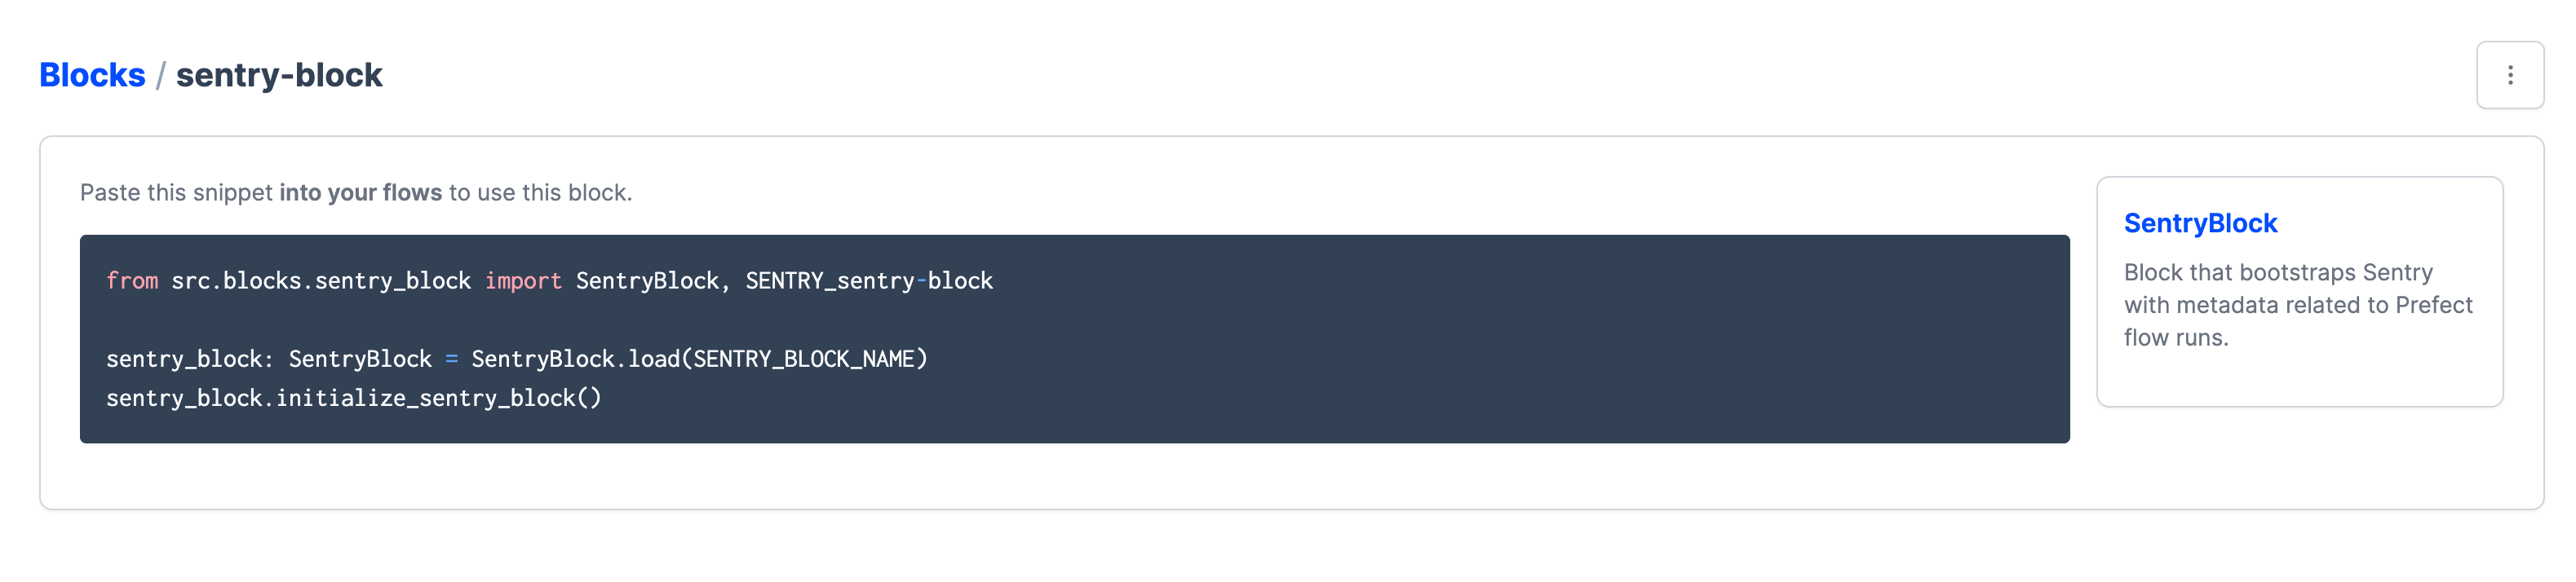 Blocks / sentry-block
Paste this snippet into your flows to use this block.
from src.blocks.sentry_block import SentryBlock, SENTRY_sentry-block
sentry_block: SentryBlock = SentryBlock.load(SENTRY_BLOCK_NAME)
sentry_block.initialize_sentry_block()
SentryBlock
Block that bootstraps Sentry
with metadata related to Prefect
flow runs.